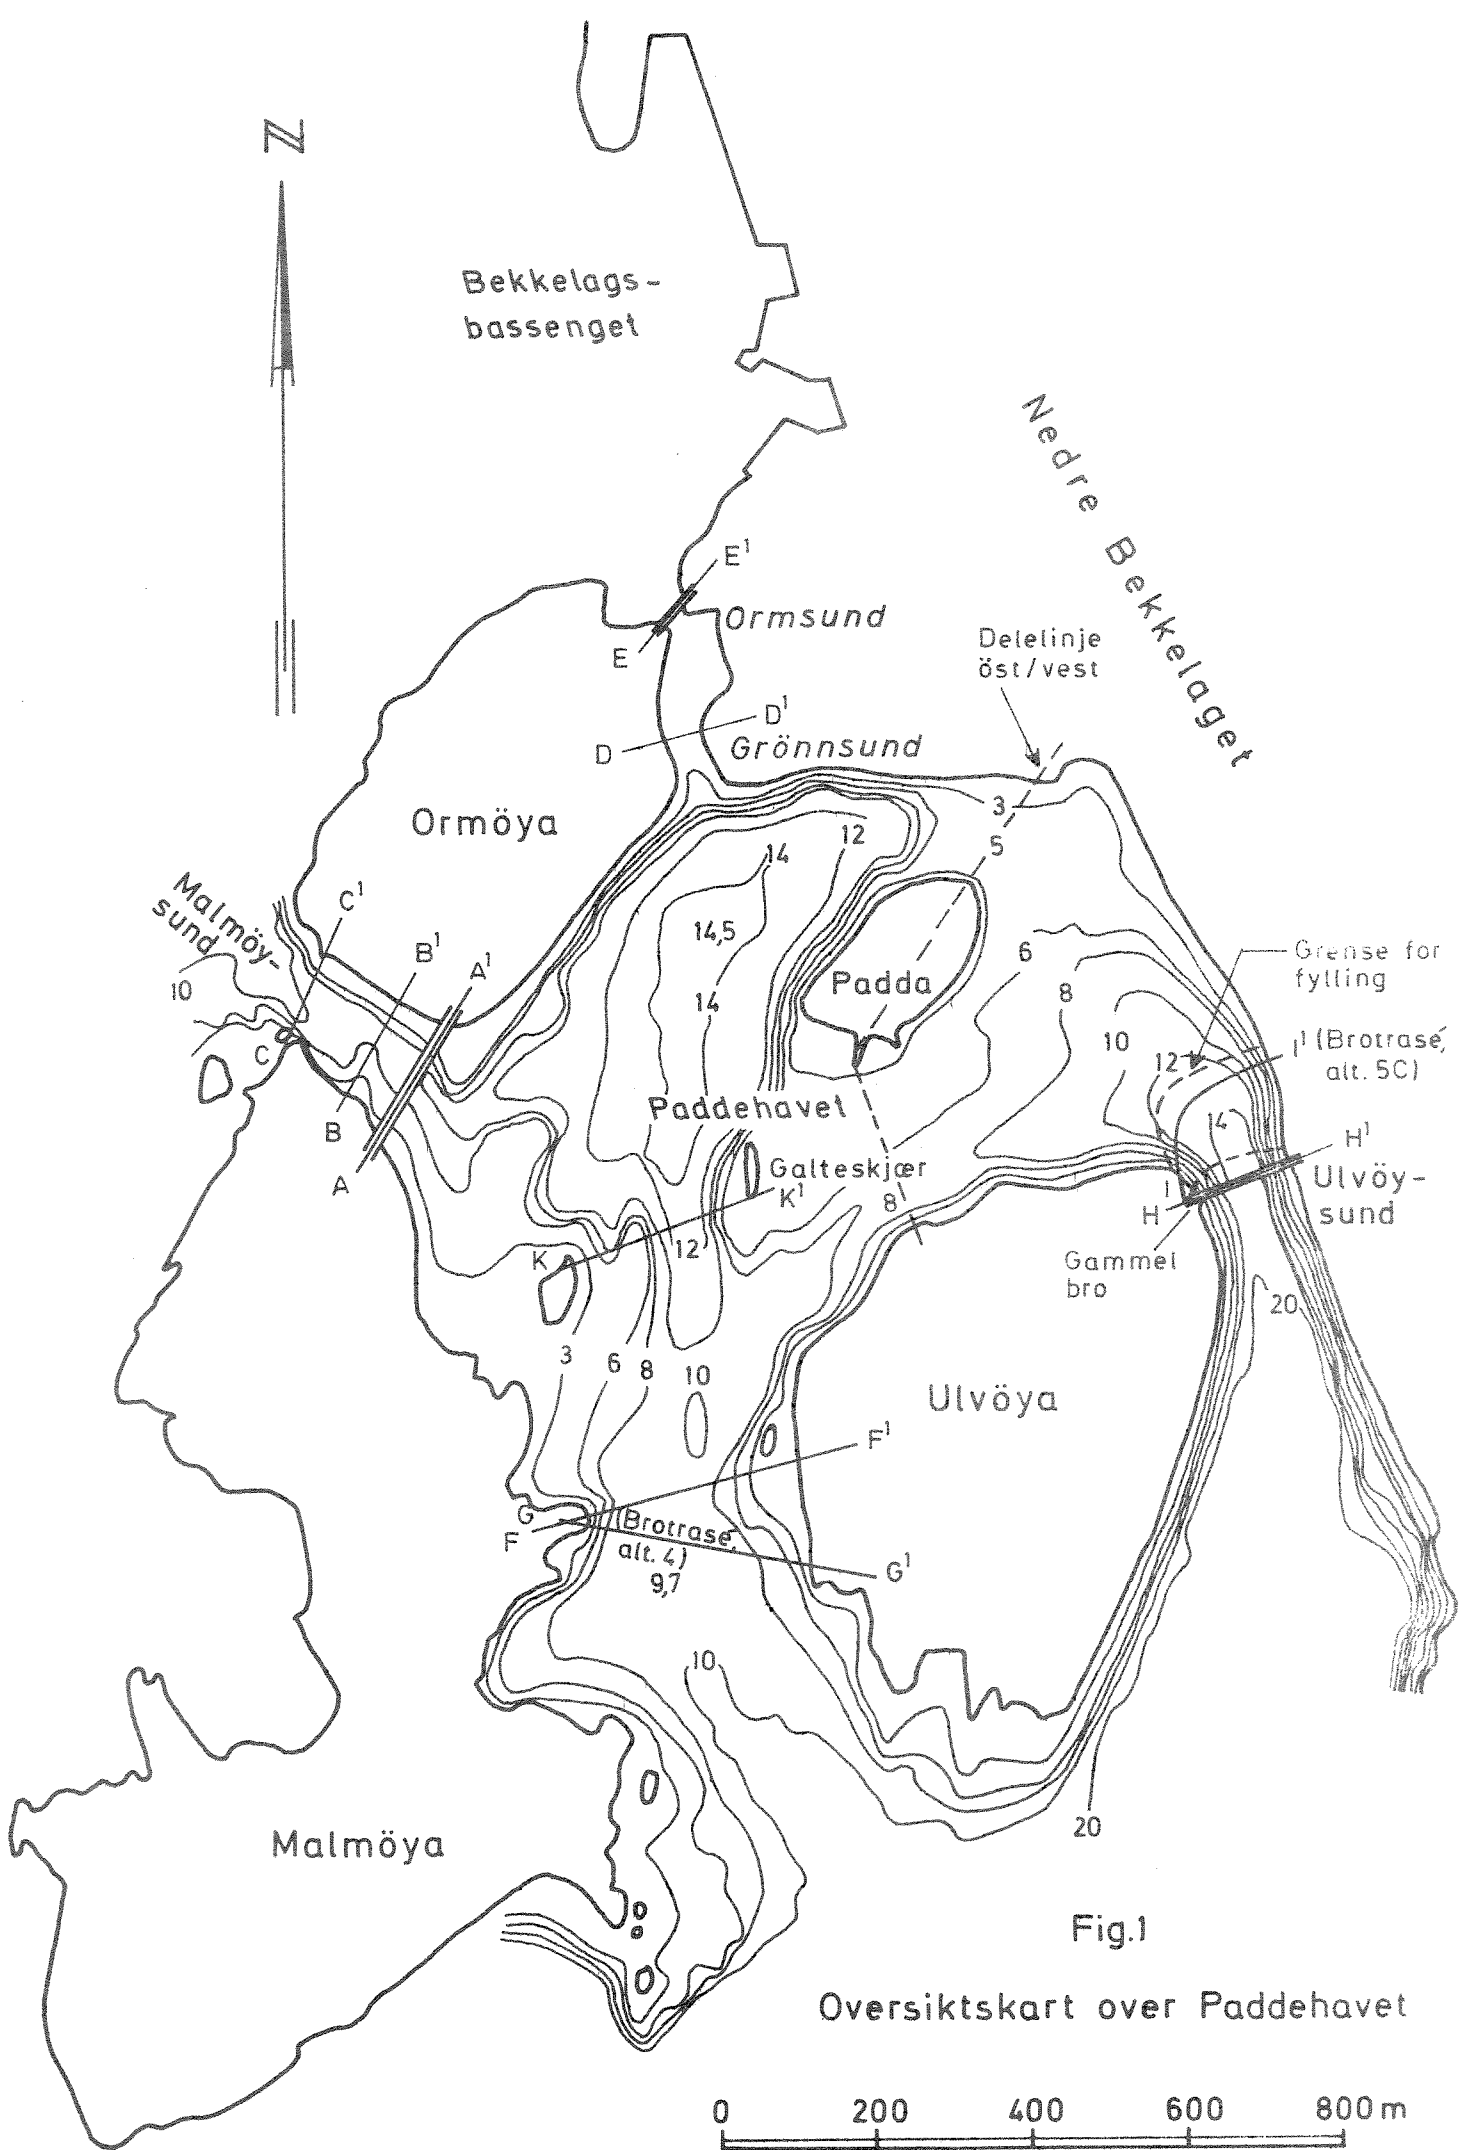 N
Bekkelags-
bassenget
Nedre Bekkelaget
E¹
Ormsund
E
Delelinje
öst/vest
D¹
D
Grönnsund
3
Ormöya
12
14
5
Malmöy-
sund
C¹
14,5
B¹
A¹
6
Grense for
fylling
10
Padda
8
14
C
10
I¹ (Brotrasé,
alt. 5C)
12
Paddehavet
14
B
H¹
A
Galteskjær
K¹
I
Ulvöy-
sund
8
H
K
12
Gammel
bro
20
3
6
8
10
Ulvöya
F¹
G
F
(Brotrasé,
alt. 4)
9,7
G¹
10
20
Malmöya
Fig.1
Oversiktskart over Paddehavet
0 200 400 600 800 m